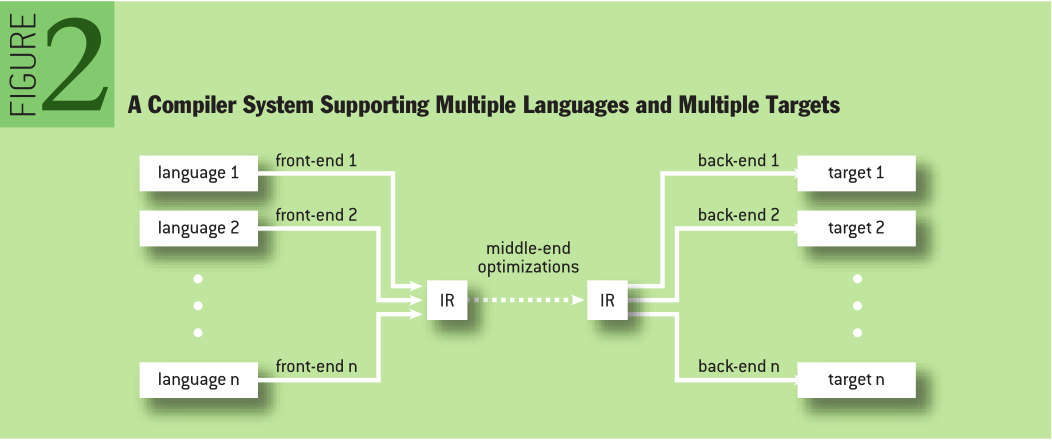 FIGURE
2
A Compiler System Supporting Multiple Languages and Multiple Targets
language 1
front-end 1
back-end 1
target 1
language 2
front-end 2
back-end 2
target 2
middle-end
optimizations
IR
IR
language n
front-end n
back-end n
target n